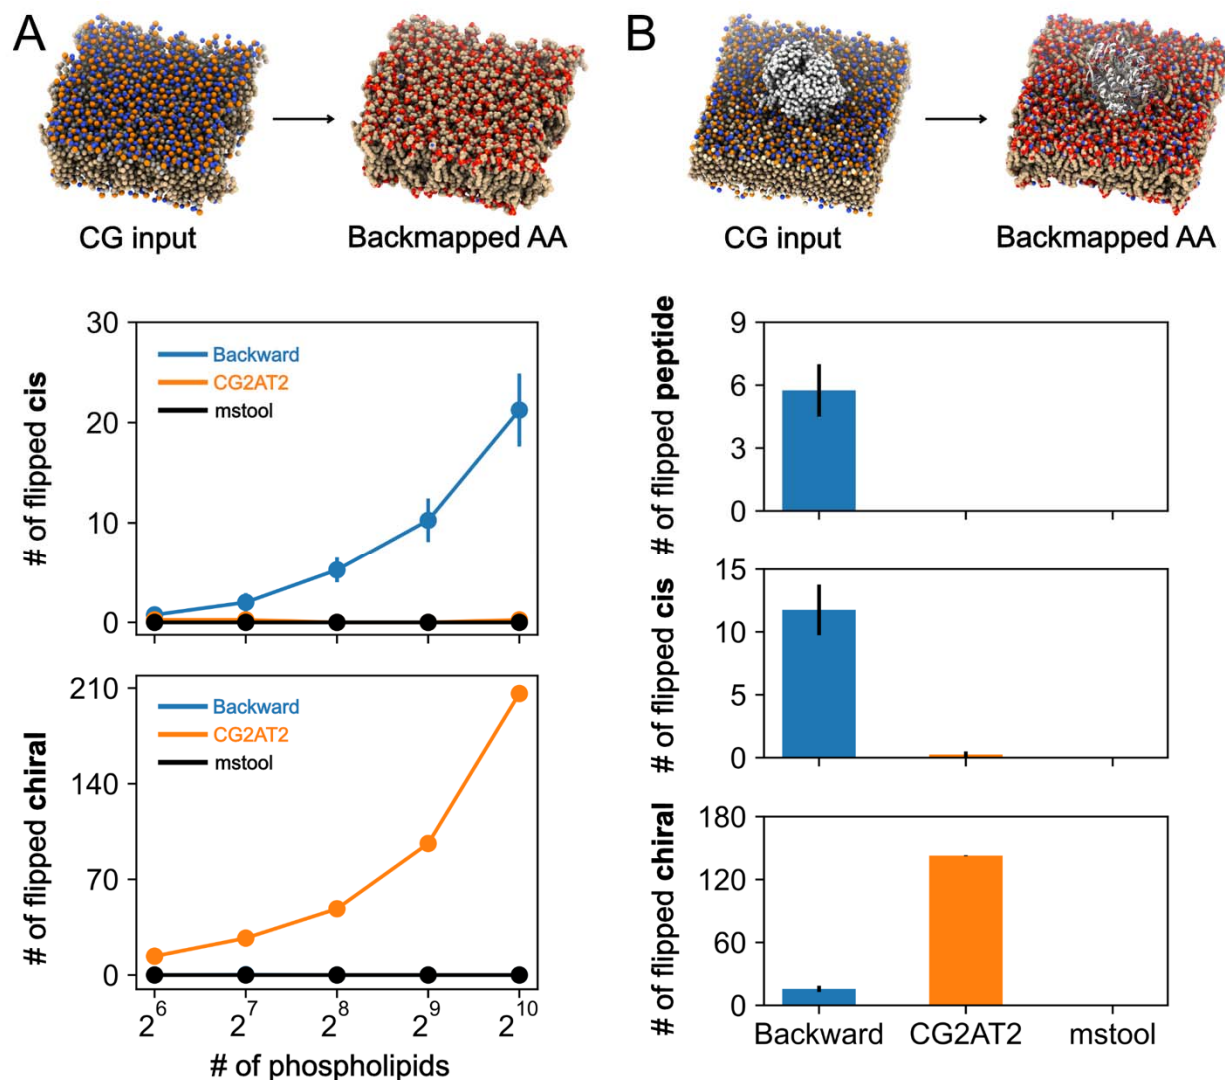 A
CG input
Backmapped AA
B
CG input
Backmapped AA
# of flipped cis
30
20
10
0
Backward
CG2AT2
mstool
# of flipped chiral
210
140
70
0
Backward
CG2AT2
mstool
2^6 2^7 2^8 2^9 2^10
# of phospholipids
# of flipped peptide
9
6
3
0
# of flipped cis
15
10
5
0
# of flipped chiral
180
120
60
0
Backward CG2AT2 mstool